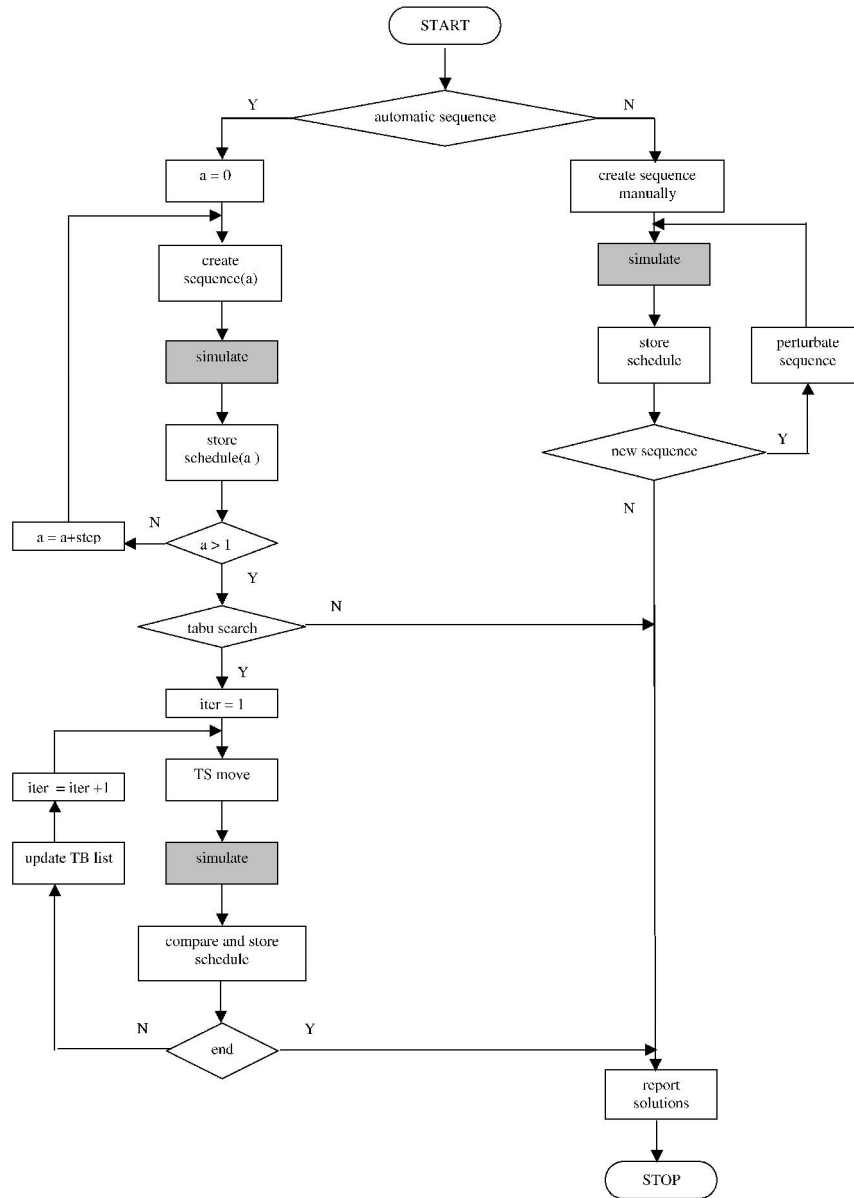 START
Y
automatic sequence
N
a = 0
create sequence
manually
create
sequence(a)
simulate
simulate
store
schedule
perturbate
sequence
store
schedule(a )
new sequence
Y
N
N
a = a+step
a > 1
Y
tabu search
N
Y
iter = 1
TS move
iter = iter +1
update TB list
simulate
compare and store
schedule
N
end
Y
report
solutions
STOP